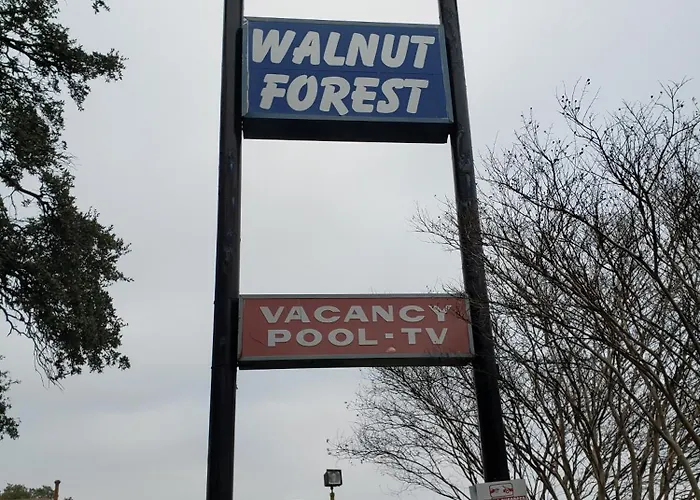 WALNUT
FOREST
VACANCY
POOL - TV